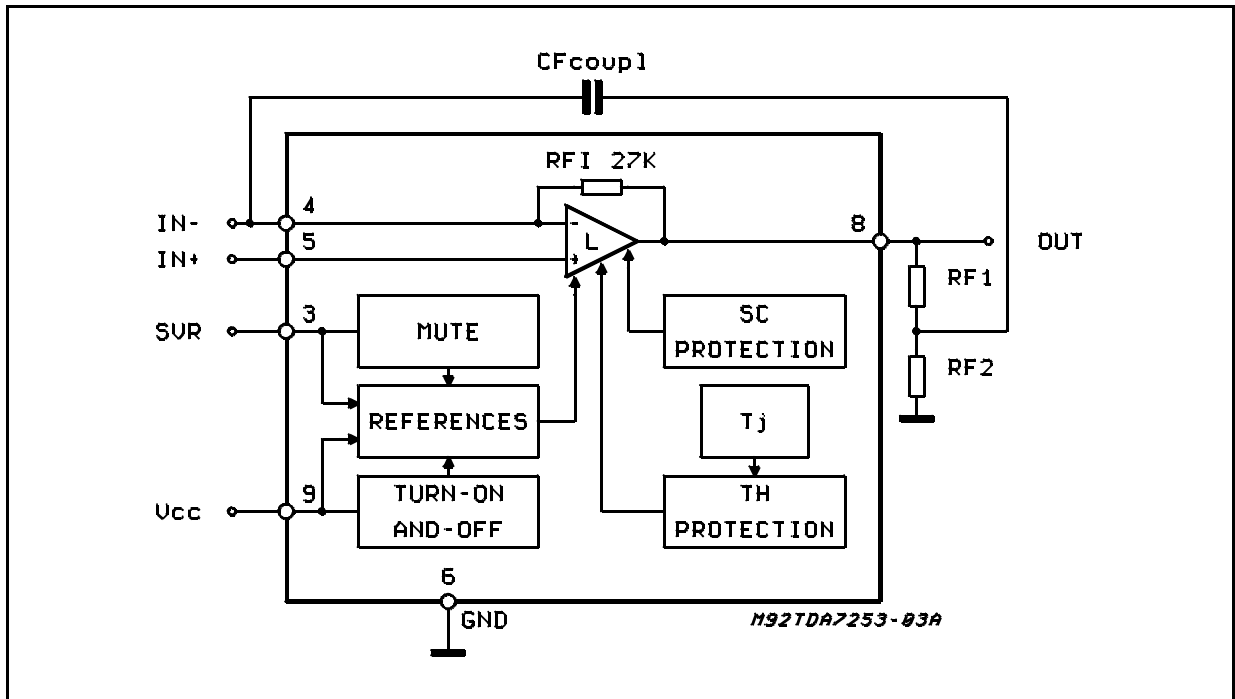 CFcoupl
RFI 27K
IN-
4
8
OUT
IN+
5
L
-
+
RF1
SVR
3
MUTE
SC
PROTECTION
RF2
REFERENCES
Tj
Vcc
9
TURN-ON
AND-OFF
TH
PROTECTION
6
GND
M92TDA7253-03A